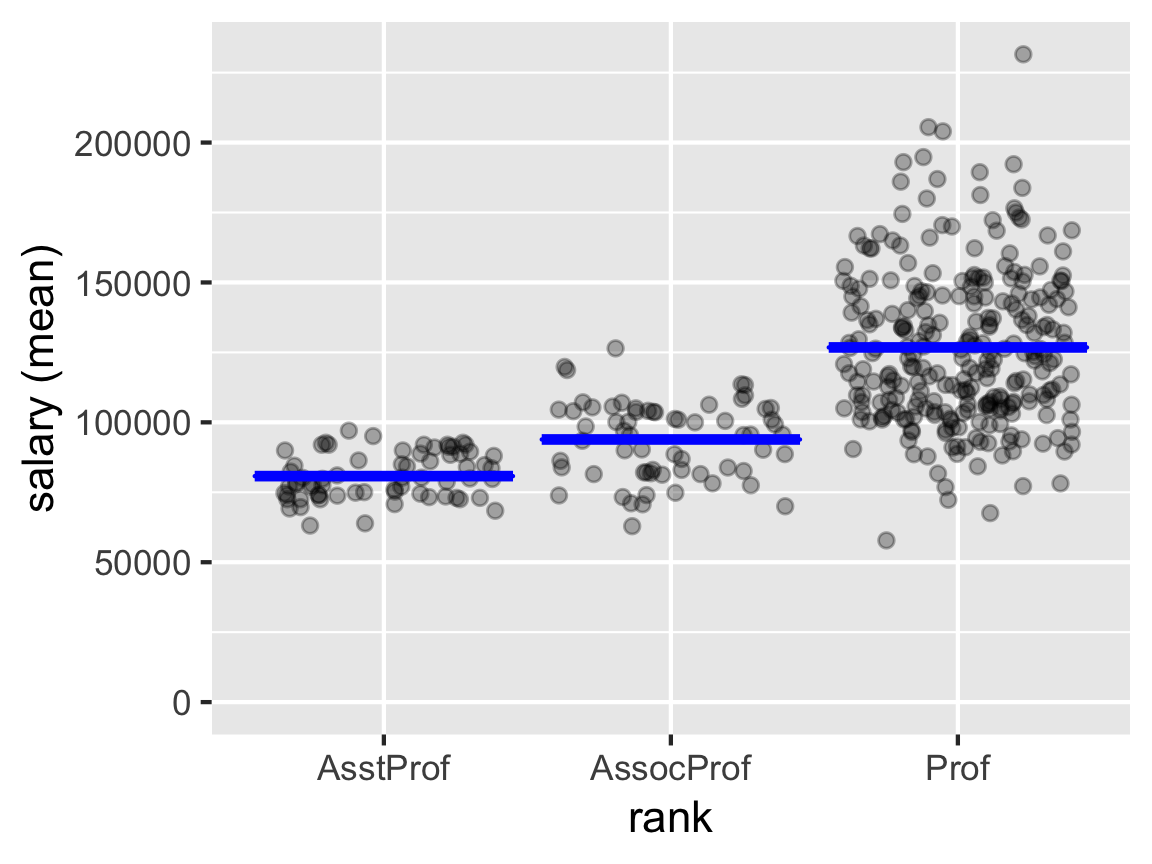 salary (mean)
200000
150000
100000
50000
0
AsstProf
AssocProf
Prof
rank